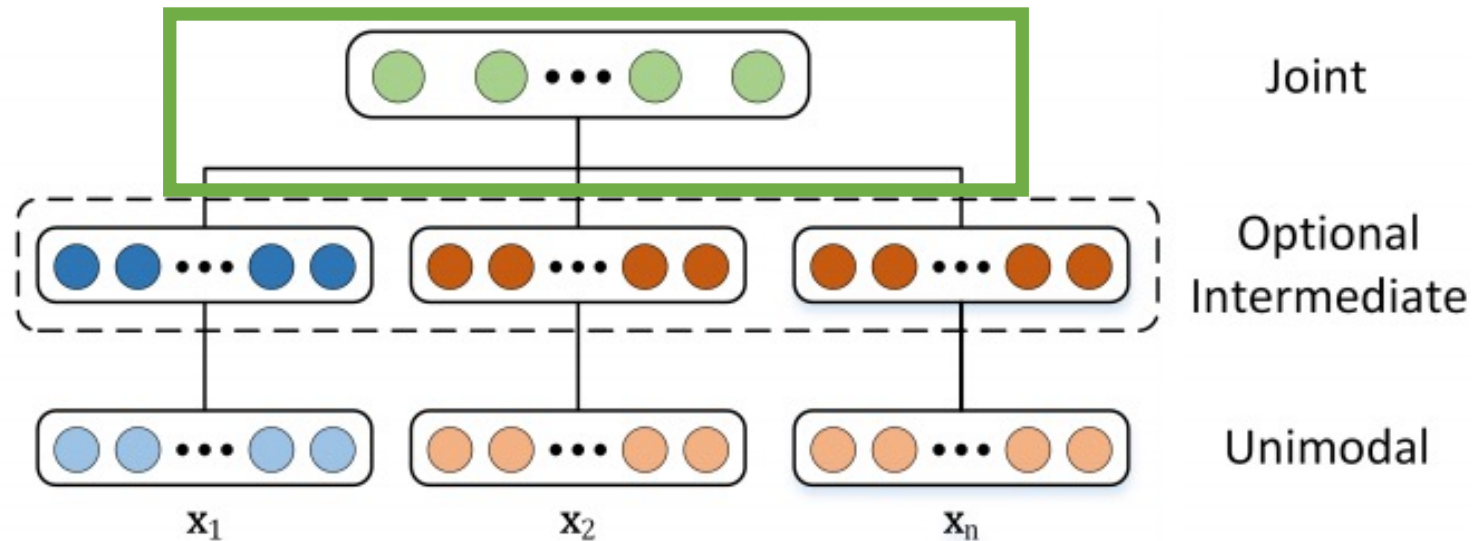 Joint
Optional
Intermediate
Unimodal
x₁
x₂
xₙ